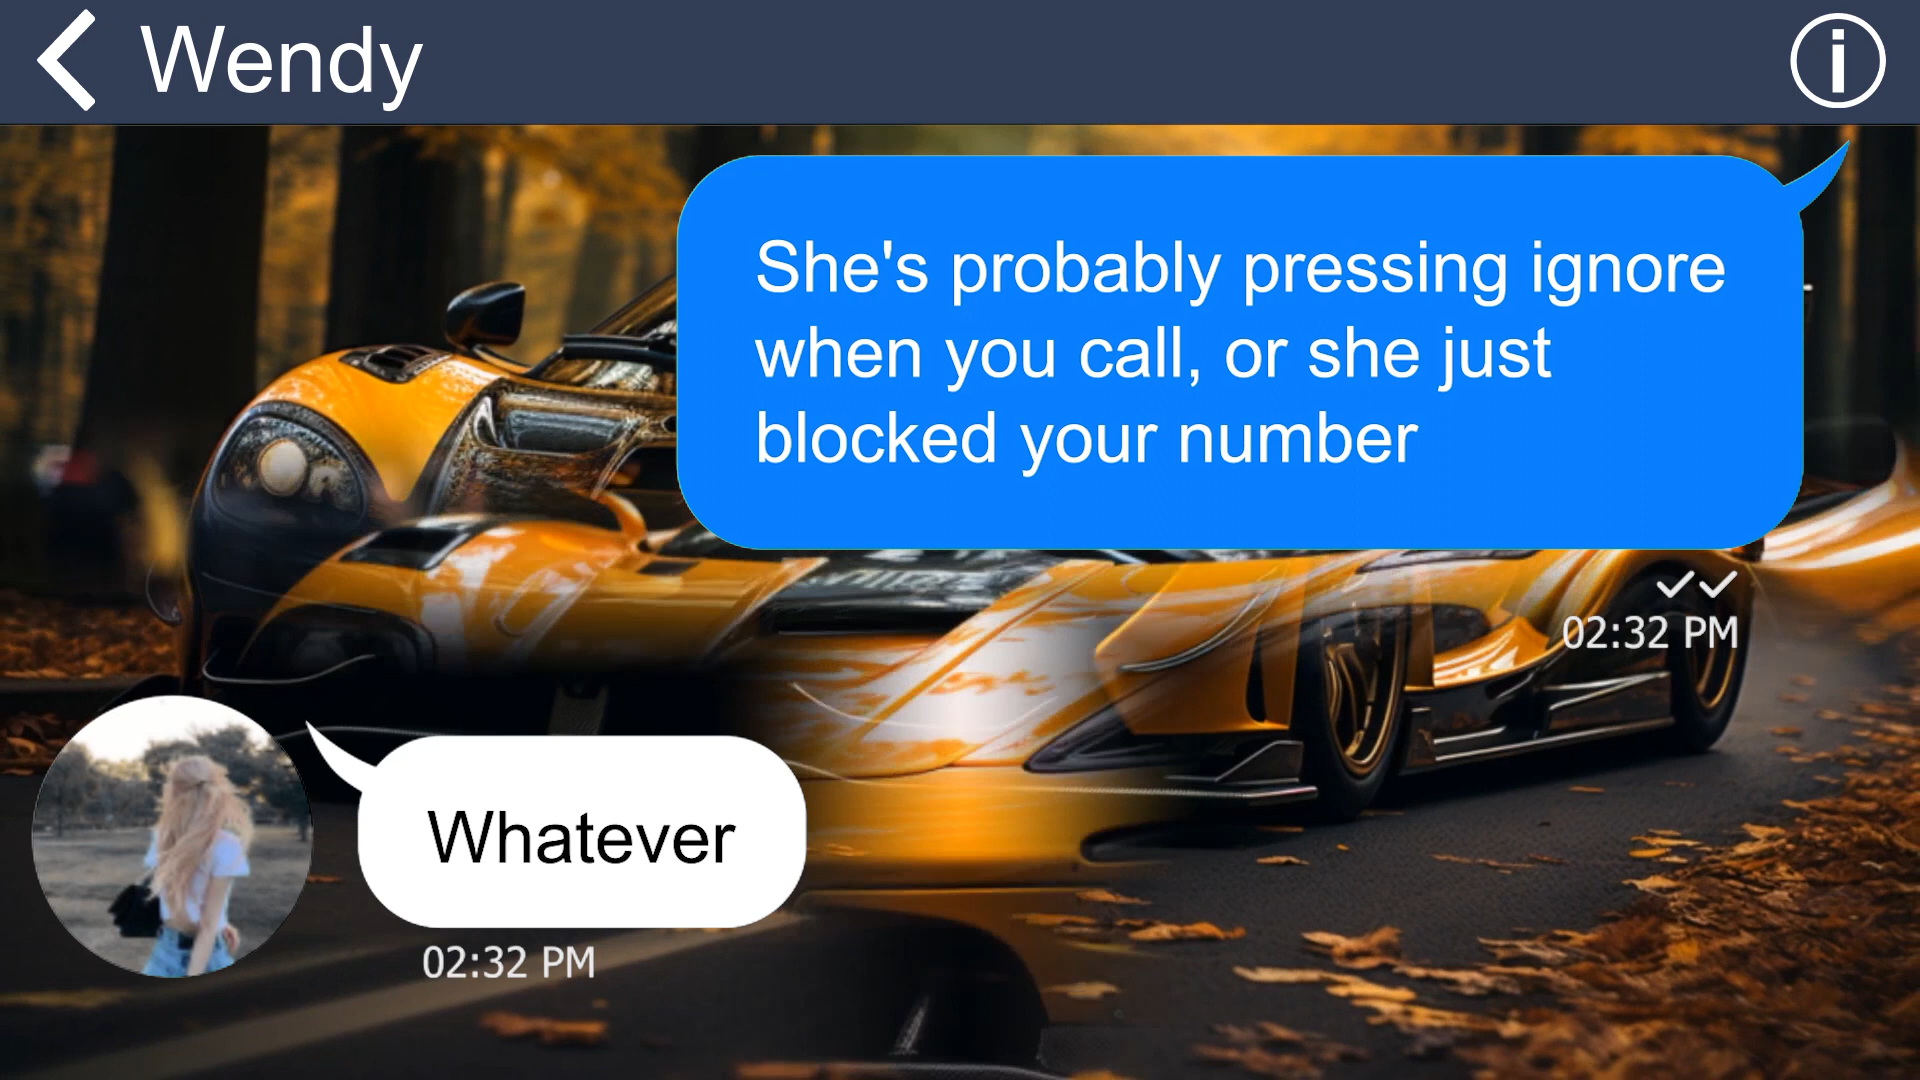 Wendy
She's probably pressing ignore
when you call, or she just
blocked your number
02:32 PM
Whatever
02:32 PM